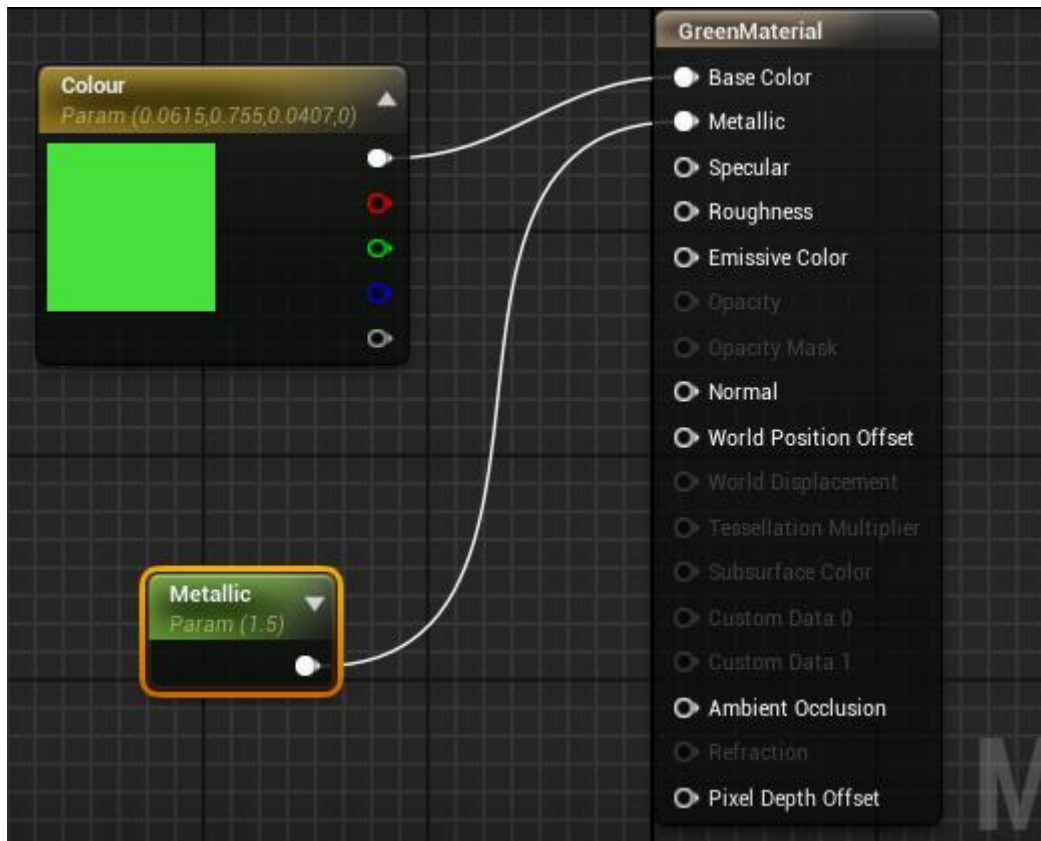 Colour
Param (0.0615,0.755,0.0407,0)
Metallic
Param (1.5)
GreenMaterial
Base Color
Metallic
Specular
Roughness
Emissive Color
Opacity
Opacity Mask
Normal
World Position Offset
World Displacement
Tessellation Multiplier
Subsurface Color
Custom Data 0
Custom Data 1
Ambient Occlusion
Refraction
Pixel Depth Offset
M